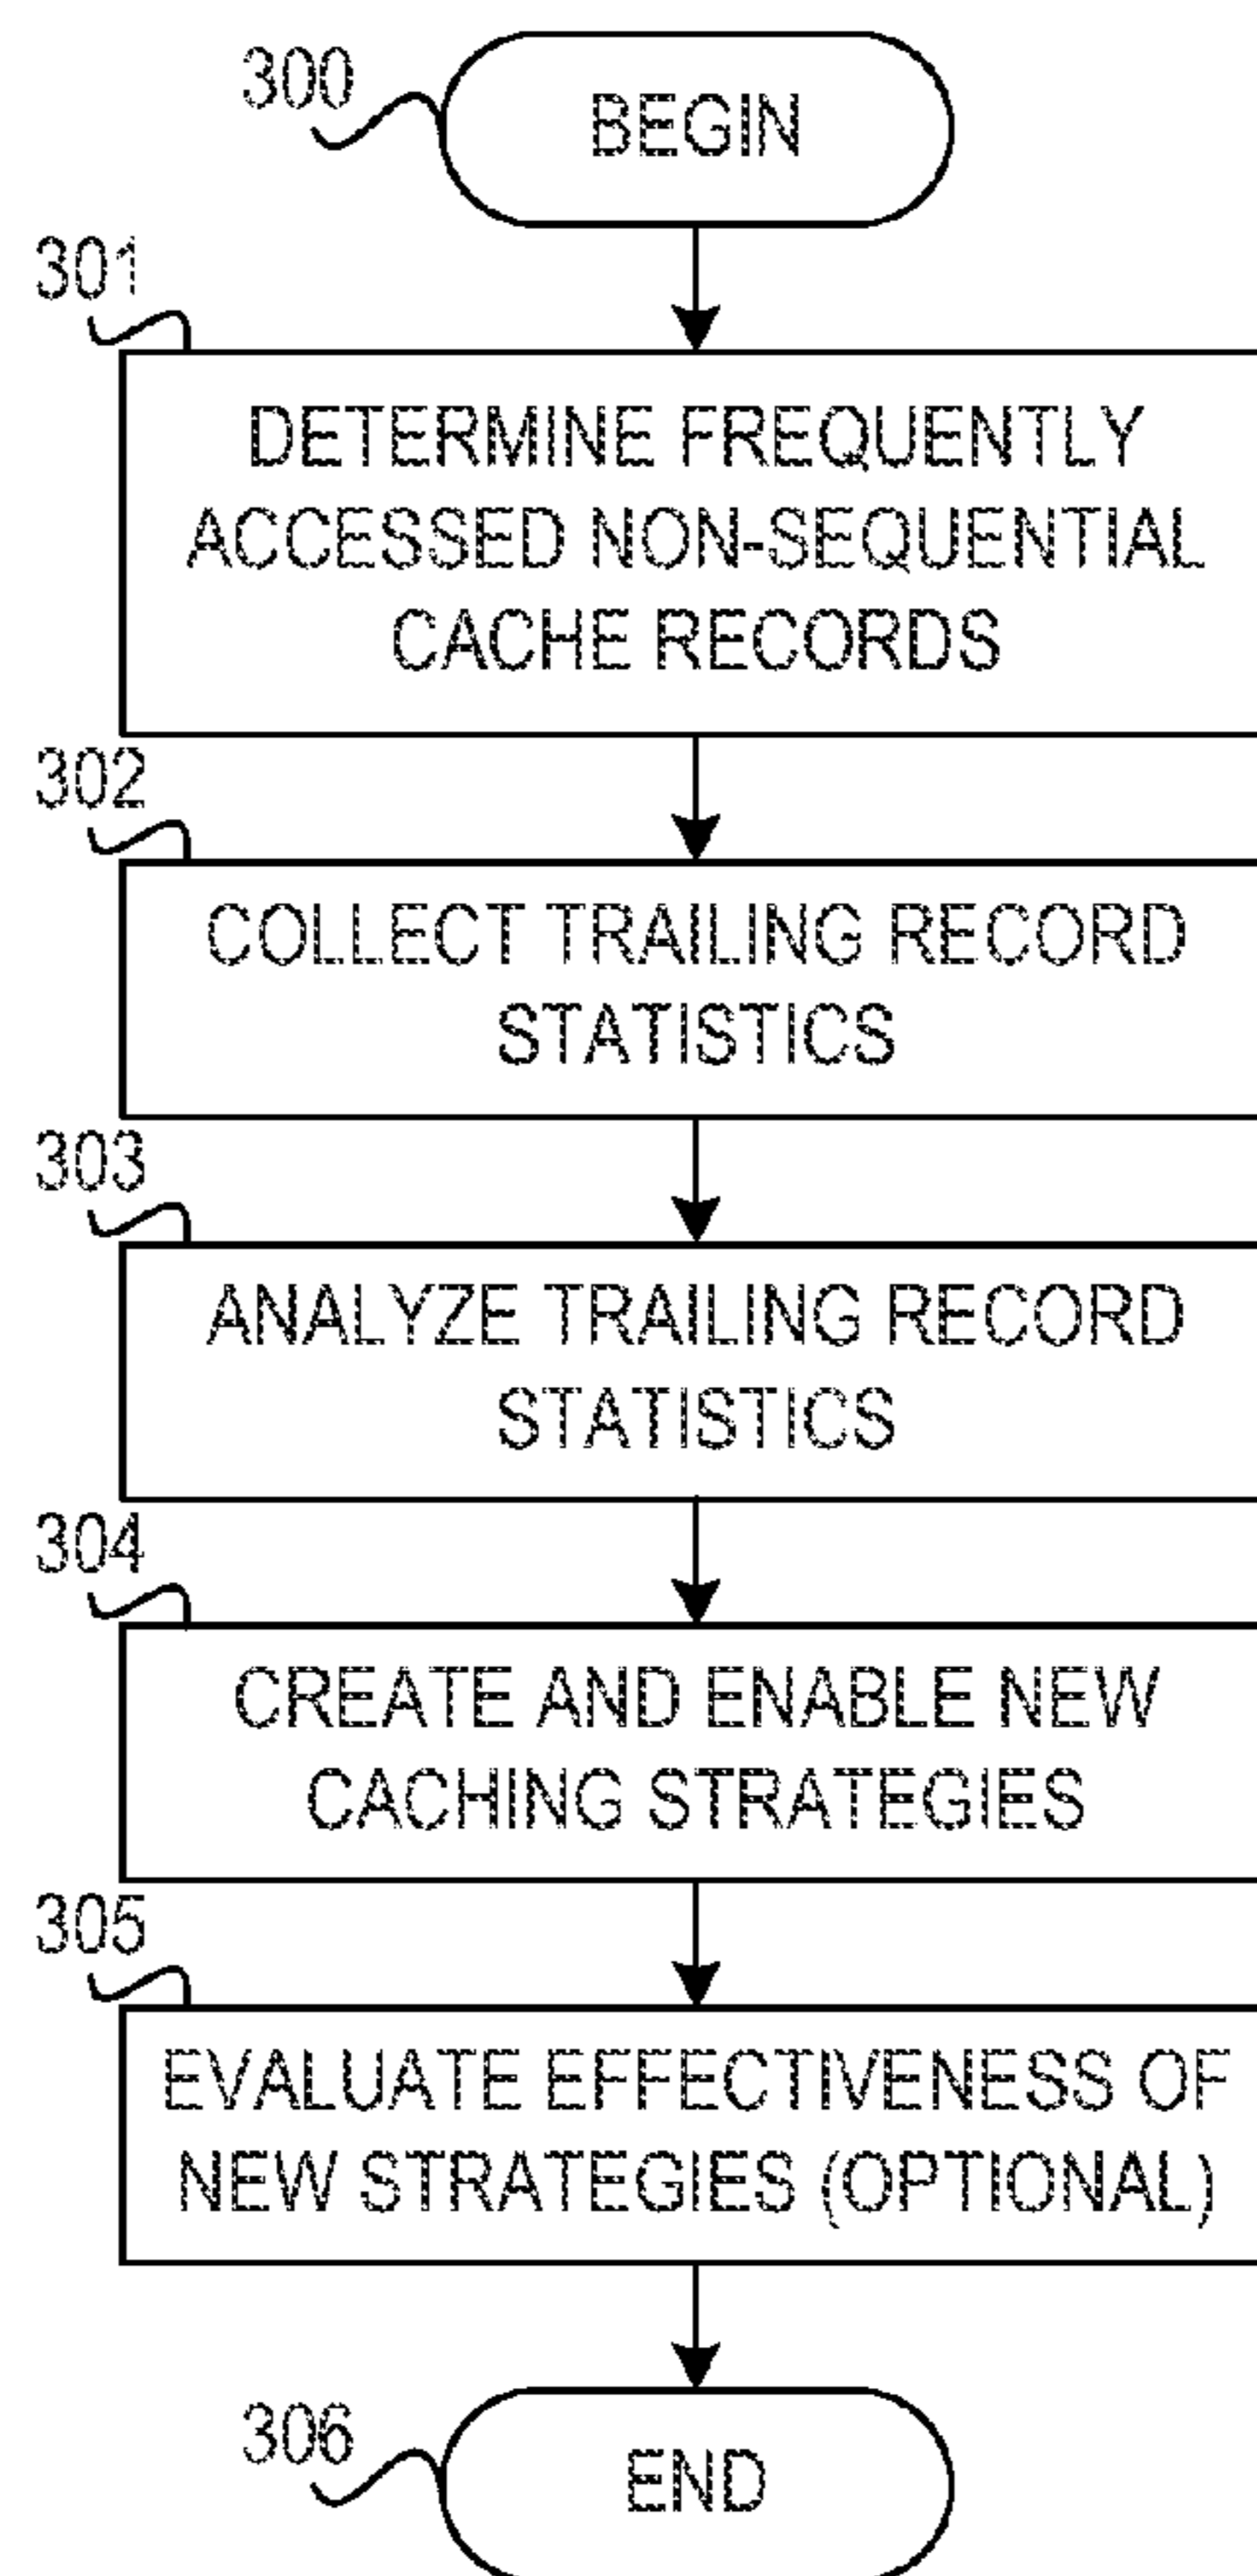 300
BEGIN
301
DETERMINE FREQUENTLY
ACCESSED NON-SEQUENTIAL
CACHE RECORDS
302
COLLECT TRAILING RECORD
STATISTICS
303
ANALYZE TRAILING RECORD
STATISTICS
304
CREATE AND ENABLE NEW
CACHING STRATEGIES
305
EVALUATE EFFECTIVENESS OF
NEW STRATEGIES (OPTIONAL)
306
END